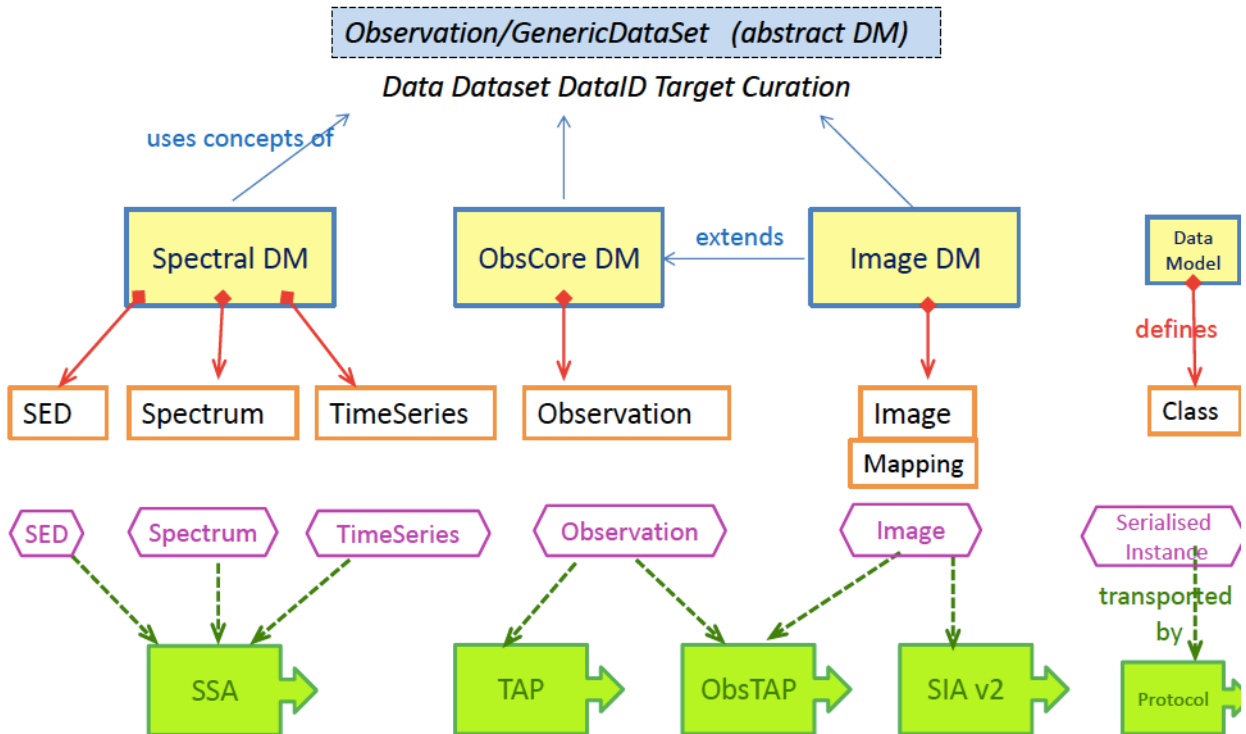 Observation/GenericDataSet (abstract DM)
Data Dataset DataID Target Curation
uses concepts of
Spectral DM
ObsCore DM
extends
Image DM
Data
Model
defines
SED
Spectrum
TimeSeries
Observation
Image
Class
Mapping
SED
Spectrum
TimeSeries
Observation
Image
Serialised
Instance
transported
by
SSA
TAP
ObsTAP
SIA v2
Protocol